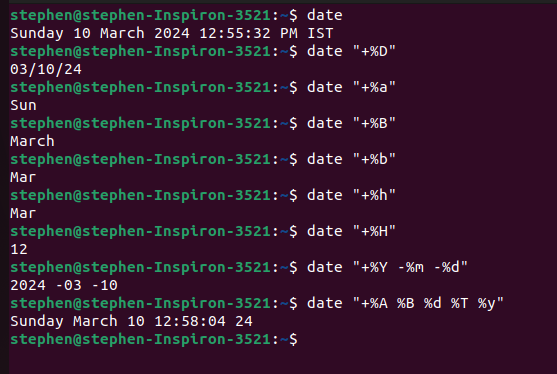 stephen@stephen-Inspiron-3521:~$ date
Sunday 10 March 2024 12:55:32 PM IST
stephen@stephen-Inspiron-3521:~$ date "+%D"
03/10/24
stephen@stephen-Inspiron-3521:~$ date "+%a"
Sun
stephen@stephen-Inspiron-3521:~$ date "+%B"
March
stephen@stephen-Inspiron-3521:~$ date "+%b"
Mar
stephen@stephen-Inspiron-3521:~$ date "+%h"
Mar
stephen@stephen-Inspiron-3521:~$ date "+%H"
12
stephen@stephen-Inspiron-3521:~$ date "+%Y -%m -%d"
2024 -03 -10
stephen@stephen-Inspiron-3521:~$ date "+%A %B %d %T %y"
Sunday March 10 12:58:04 24
stephen@stephen-Inspiron-3521:~$